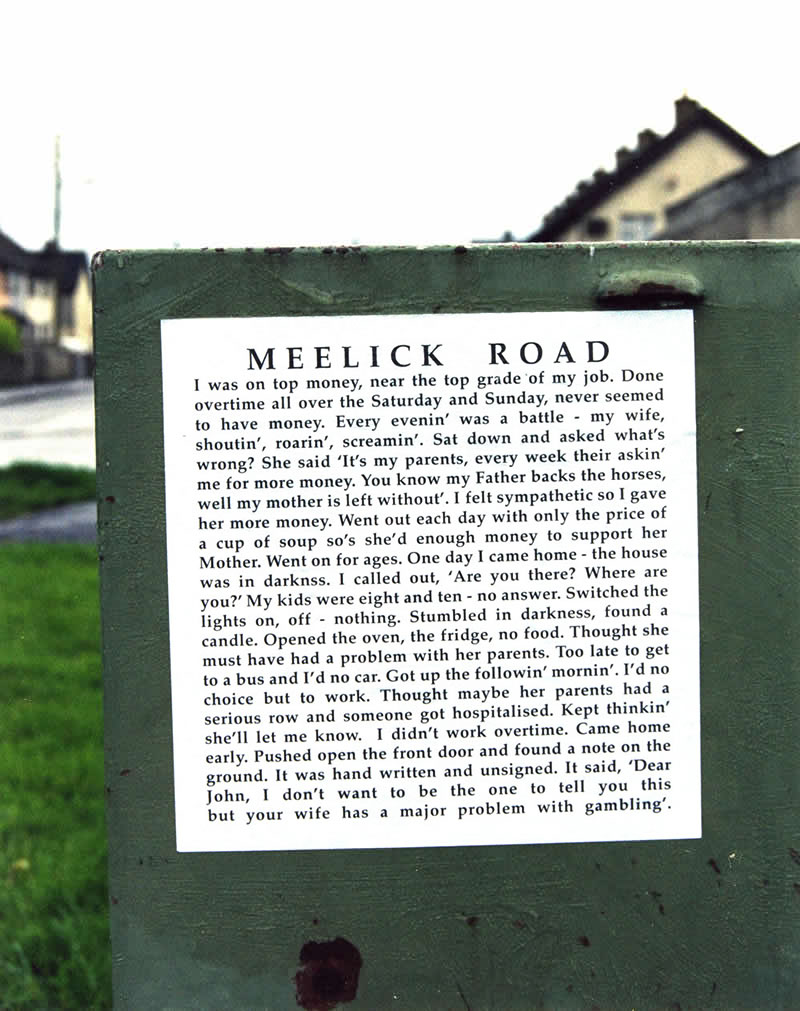 MEELICK ROAD
I was on top money, near the top grade of my job. Done
overtime all over the Saturday and Sunday, never seemed
to have money. Every evenin' was a battle - my wife,
shoutin', roarin', screamin'. Sat down and asked what's
wrong? She said 'It's my parents, every week their askin'
me for more money. You know my Father backs the horses,
well my mother is left without'. I felt sympathetic so I gave
her more money. Went out each day with only the price of
a cup of soup so's she'd enough money to support her
Mother. Went on for ages. One day I came home - the house
was in darknss. I called out, 'Are you there? Where are
you?' My kids were eight and ten - no answer. Switched the
lights on, off - nothing. Stumbled in darkness, found a
candle. Opened the oven, the fridge, no food. Thought she
must have had a problem with her parents. Too late to get
to a bus and I'd no car. Got up the followin' mornin'. I'd no
choice but to work. Thought maybe her parents had a
serious row and someone got hospitalised. Kept thinkin'
she'll let me know. I didn't work overtime. Came home
early. Pushed open the front door and found a note on the
ground. It was hand written and unsigned. It said, 'Dear
John, I don't want to be the one to tell you this
but your wife has a major problem with gambling'.